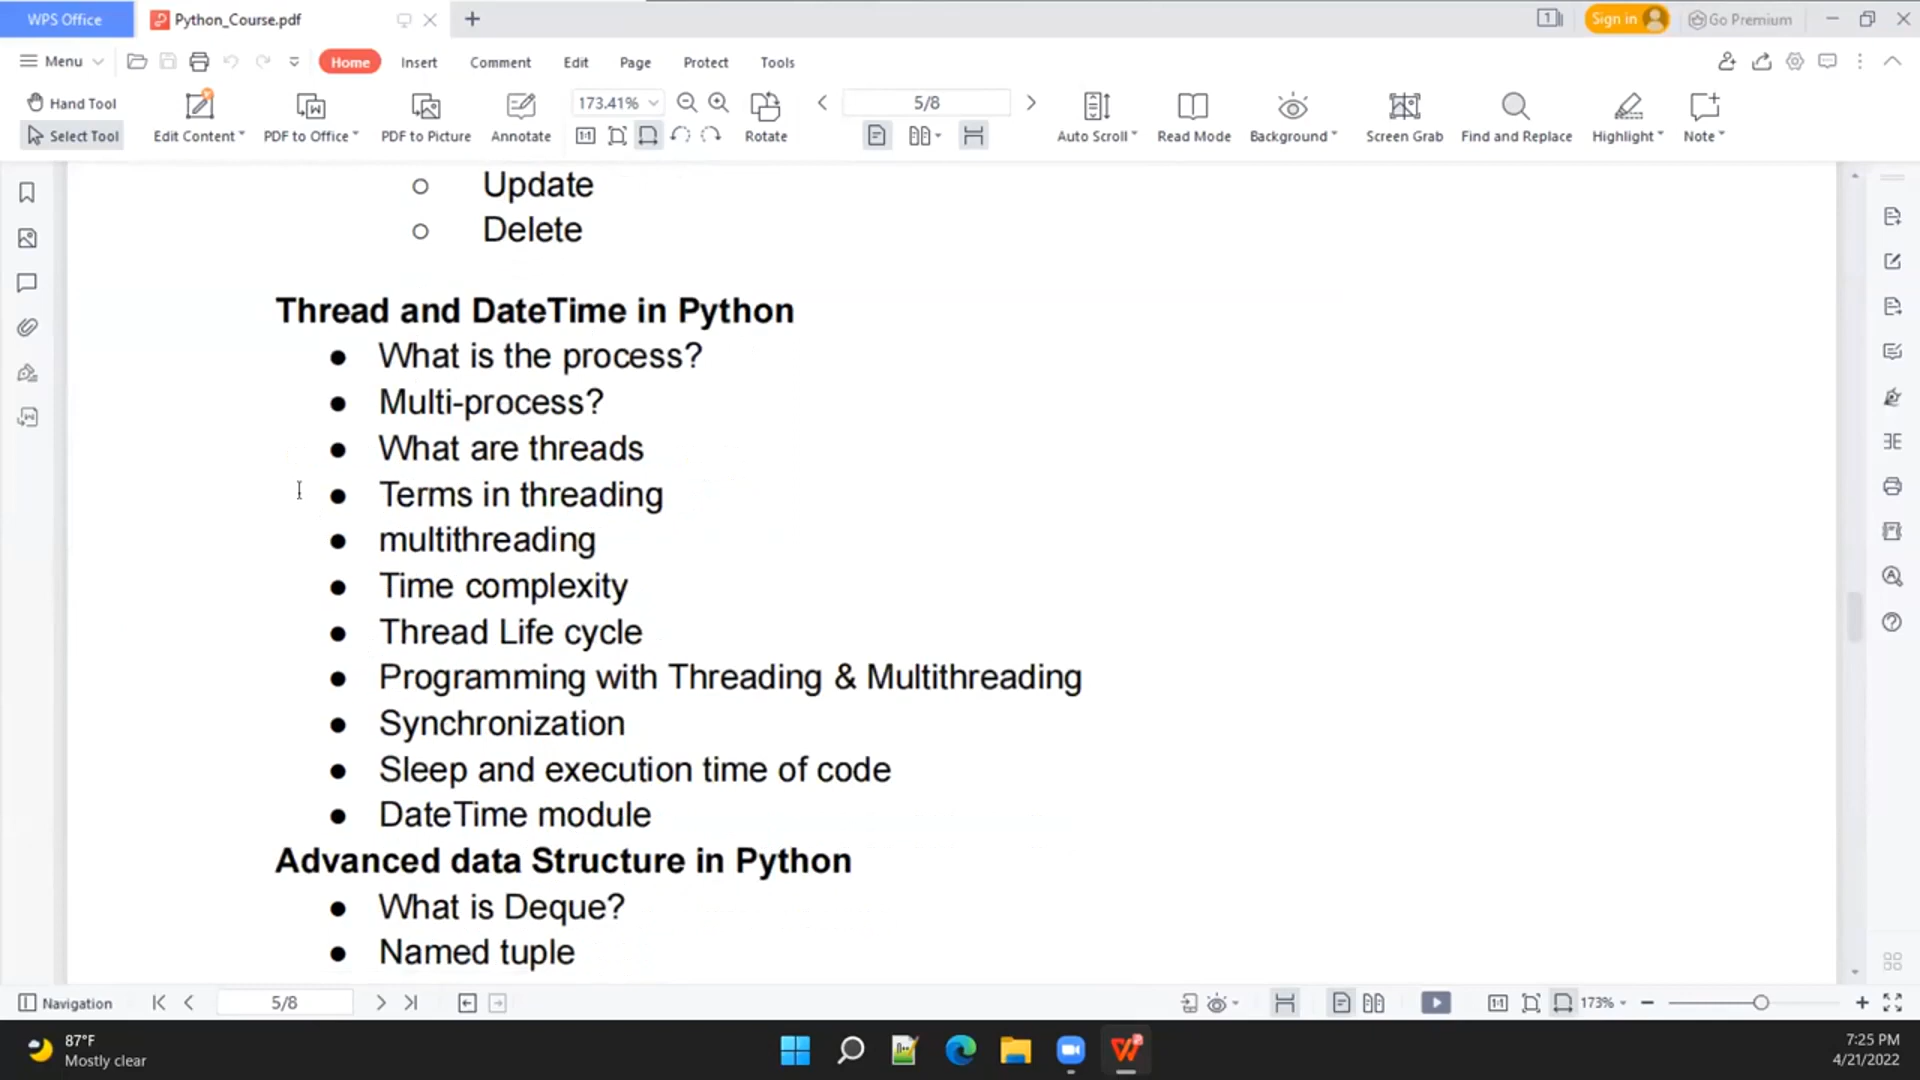 WPS Office
Python_Course.pdf
1
Sign in
Go Premium
Menu
Home
Insert
Comment
Edit
Page
Protect
Tools
Hand Tool
Select Tool
Edit Content
PDF to Office
PDF to Picture
Annotate
173.41%
1:1
Rotate
5/8
Auto Scroll
Read Mode
Background
Screen Grab
Find and Replace
Highlight
Note
○ Update
○ Delete
Thread and DateTime in Python
● What is the process?
● Multi-process?
● What are threads
● Terms in threading
● multithreading
● Time complexity
● Thread Life cycle
● Programming with Threading & Multithreading
● Synchronization
● Sleep and execution time of code
● DateTime module
Advanced data Structure in Python
● What is Deque?
● Named tuple
Navigation
5/8
1:1
173%
87°F
Mostly clear
7:25 PM
4/21/2022